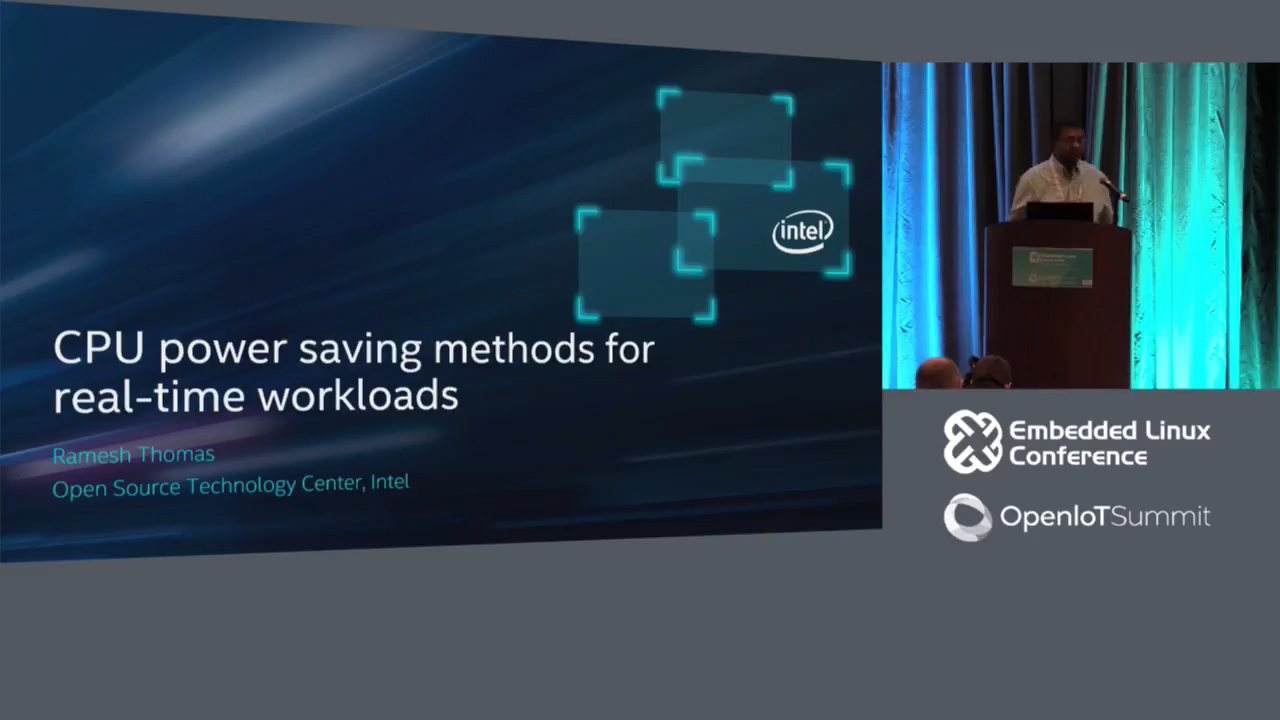 intel
CPU power saving methods for
real-time workloads
Ramesh Thomas
Open Source Technology Center, Intel
Embedded Linux
Conference
OpenIoTSummit